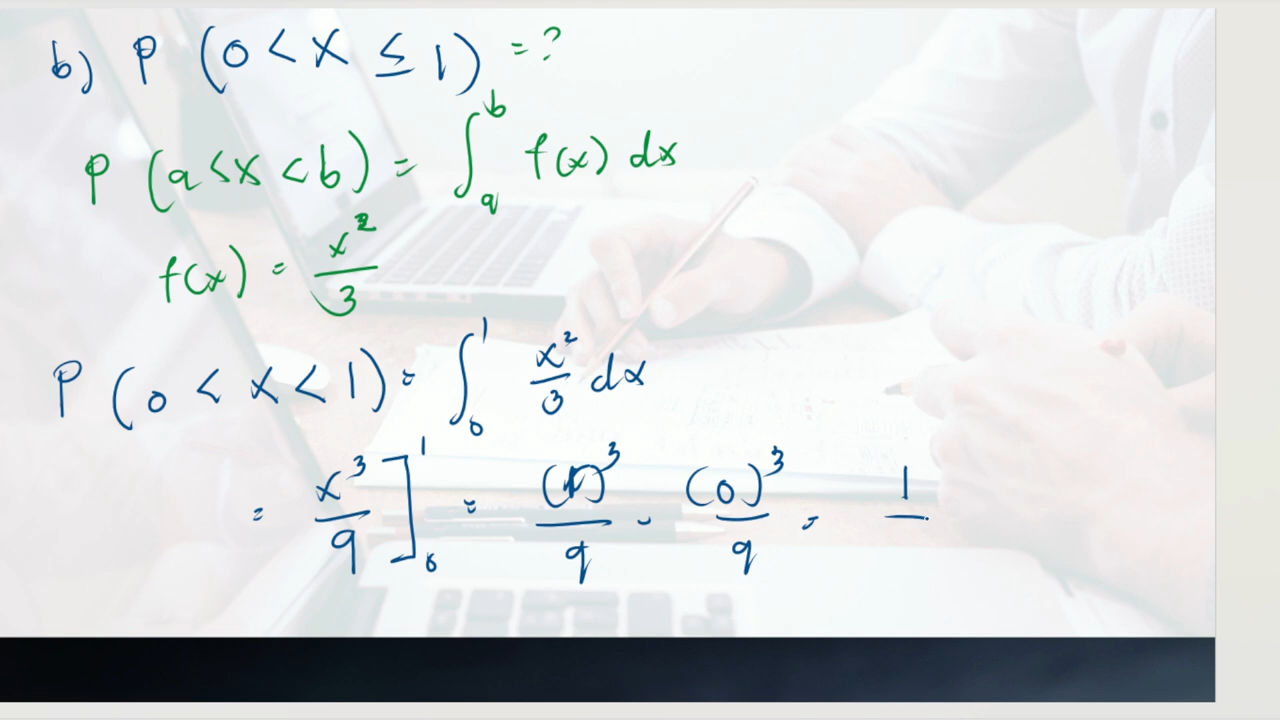 b) P (0 < X ≤ 1) = ?
P (a < x < b) = ∫_a^b f(x) dx
f(x) = x²/3
P (0 < x < 1) = ∫_0^1 x²/3 dx
= x³/9 ]_0^1 = (1)³/9 - (0)³/9 = 1/